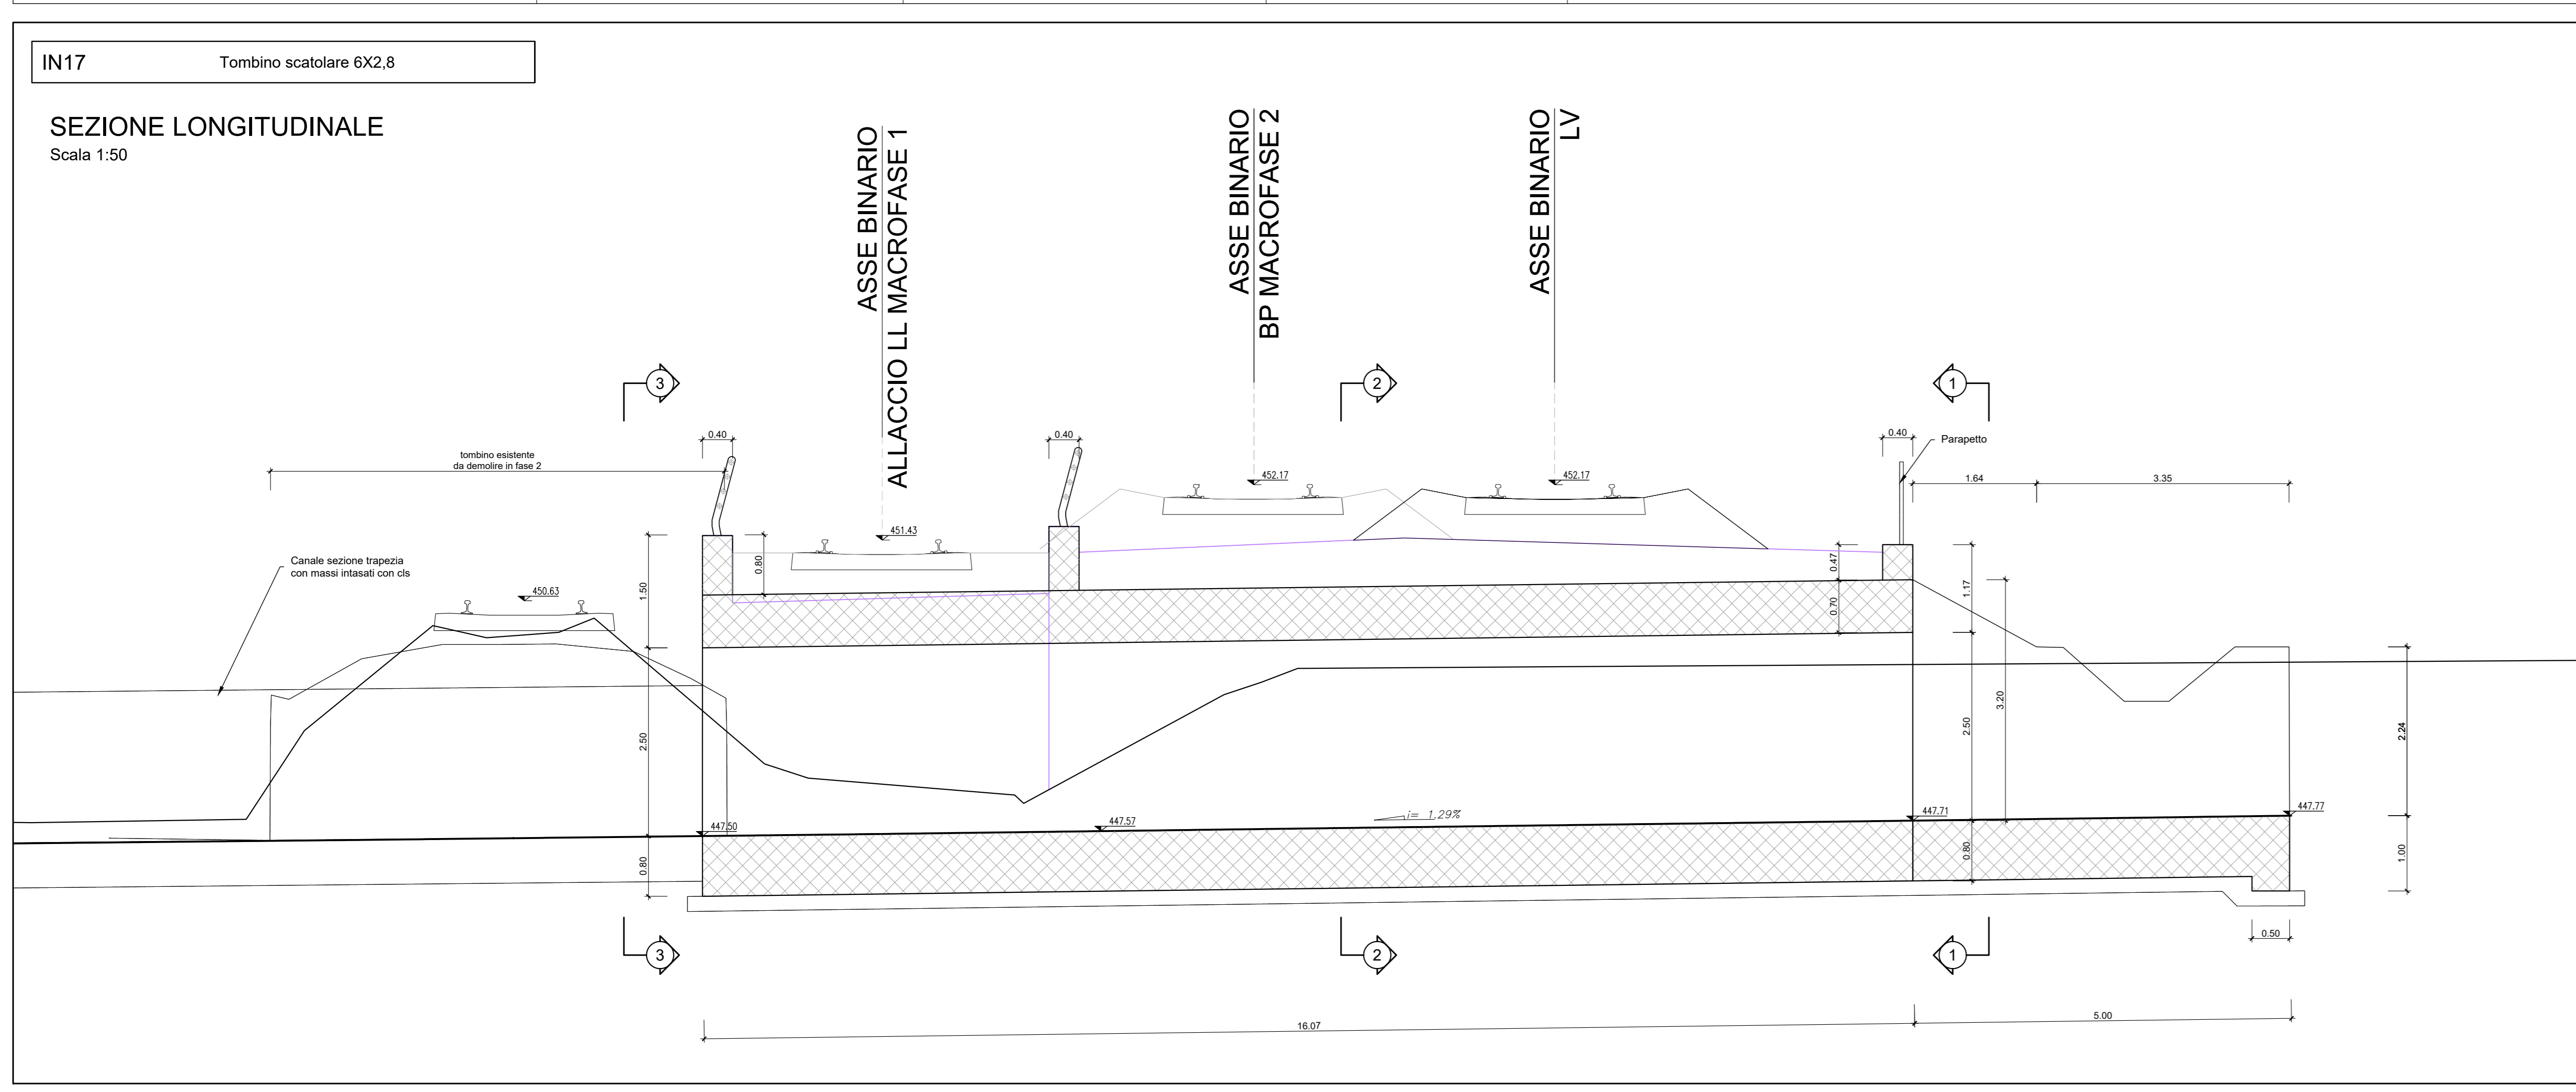 IN17
Tombino scatolare 6X2,8
SEZIONE LONGITUDINALE
Scala 1:50
ASSE BINARIO
ALLACCIO LL MACROFASE 1
ASSE BINARIO
BP MACROFASE 2
ASSE BINARIO
LV
3
2
1
0.40
0.40
0.40
Parapetto
tombino esistente
da demolire in fase 2
452.17
452.17
1.64
3.35
451.43
Canale sezione trapezia
con massi intasati con cls
450.63
1.50
0.80
0.47
0.70
1.17
3.20
2.50
2.50
2.24
447.50
447.57
i= 1,29%
447.71
447.77
0.80
0.80
1.00
0.50
3
2
1
16.07
5.00